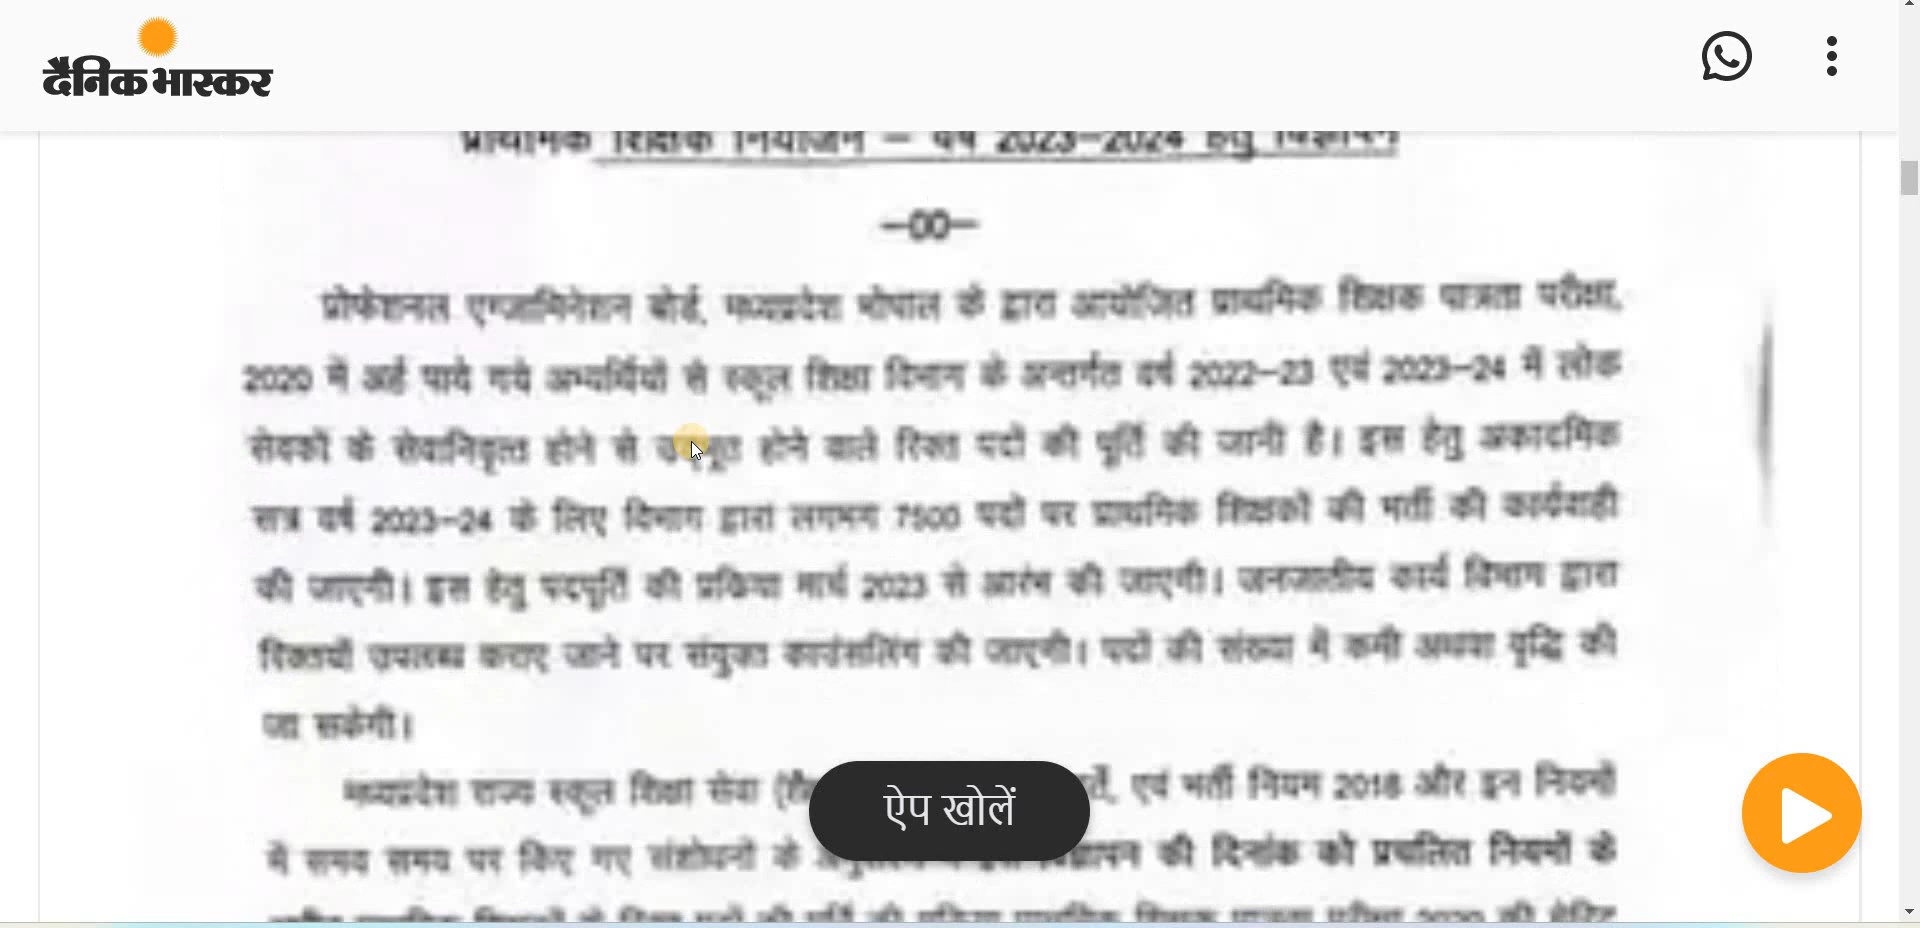 दैनिक भास्कर
प्राथमिक शिक्षक नियोजन – वर्ष 2023–2024 हेतु विज्ञापन
–00–
प्रोफेशनल एग्जामिनेशन बोर्ड, मध्यप्रदेश भोपाल के द्वारा आयोजित प्राथमिक शिक्षक पात्रता परीक्षा,
2020 में अर्ह पाये गये अभ्यर्थियों से स्कूल शिक्षा विभाग के अन्तर्गत वर्ष 2022–23 एवं 2023–24 में लोक
सेवकों के सेवानिवृत्त होने से होने वाले रिक्त पदों की पूर्ति की जानी है। इस हेतु अकादमिक
सत्र वर्ष 2023–24 के लिए विभाग द्वारा लगभग 7500 पदों पर प्राथमिक शिक्षकों की भर्ती की कार्यवाही
की जाएगी। इस हेतु पदपूर्ति की प्रक्रिया मार्च 2023 से आरंभ की जाएगी। जनजातीय कार्य विभाग द्वारा
रिक्तियों उपलब्ध कराए जाने पर संयुक्त काउंसलिंग की जाएगी। पदों की संख्या में कमी अथवा वृद्धि की
जा सकेगी।
मध्यप्रदेश राज्य स्कूल शिक्षा सेवा एवं भर्ती नियम 2018 और इन नियमों
में समय समय पर किए गए संशोधनों के की दिनांक को प्रचलित नियमों के
ऐप खोलें